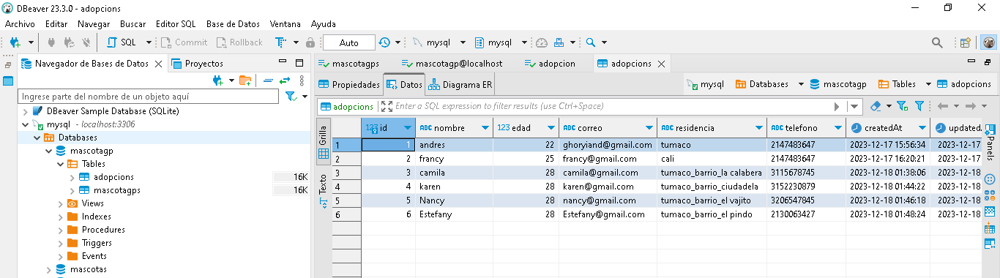 DBeaver 23.3.0 - adopcions
Archivo Editar Navegar Buscar Editor SQL Base de Datos Ventana Ayuda
SQL Commit Rollback T Auto mysql mysql
Navegador de Bases de Datos Proyectos
Ingrese parte del nombre de un objeto aquí
DBeaver Sample Database (SQLite)
mysql - localhost:3306
Databases
mascotagp
Tables
adopcions 16K
mascotagps 16K
Views
Indexes
Procedures
Triggers
Events
mascotas
mascotagps mascotagp@localhost adopcion adopcions
Propiedades Datos Diagrama ER mysql Databases mascotagp Tables adopcions
adopcions Enter a SQL expression to filter results (use Ctrl+Space)
Grilla
Texto
123 id ABC nombre 123 edad ABC correo ABC residencia ABC telefono createdAt updated
1 1 andres 22 ghoryiand@gmail.com tumaco 2147483647 2023-12-17 15:56:34 2023-12-17
2 2 francy 25 francy@gmail.com cali 2147483647 2023-12-17 16:20:21 2023-12-17
3 3 camila 28 camila@gmail.com tumaco_barrio_la calabera 3115678745 2023-12-18 01:38:06 2023-12-18
4 4 karen 28 karen@gmail.com tumaco_barrio_ciudadela 3152230879 2023-12-18 01:44:22 2023-12-18
5 5 Nancy 28 nancy@gmail.com tumaco_barrio_el vajito 3206547845 2023-12-18 01:46:18 2023-12-18
6 6 Estefany 28 Estefany@gmail.com tumaco_barrio_el pindo 2130063427 2023-12-18 01:48:24 2023-12-18
Panels